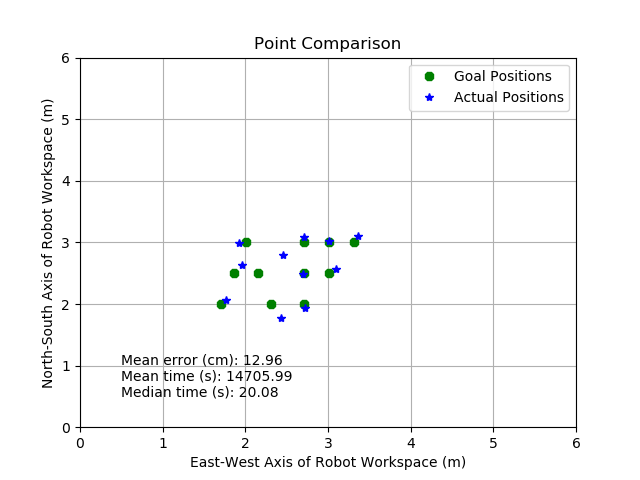 Point Comparison
Goal Positions
Actual Positions
North-South Axis of Robot Workspace (m)
6
5
4
3
2
1
0
Mean error (cm): 12.96
Mean time (s): 14705.99
Median time (s): 20.08
0 1 2 3 4 5 6
East-West Axis of Robot Workspace (m)